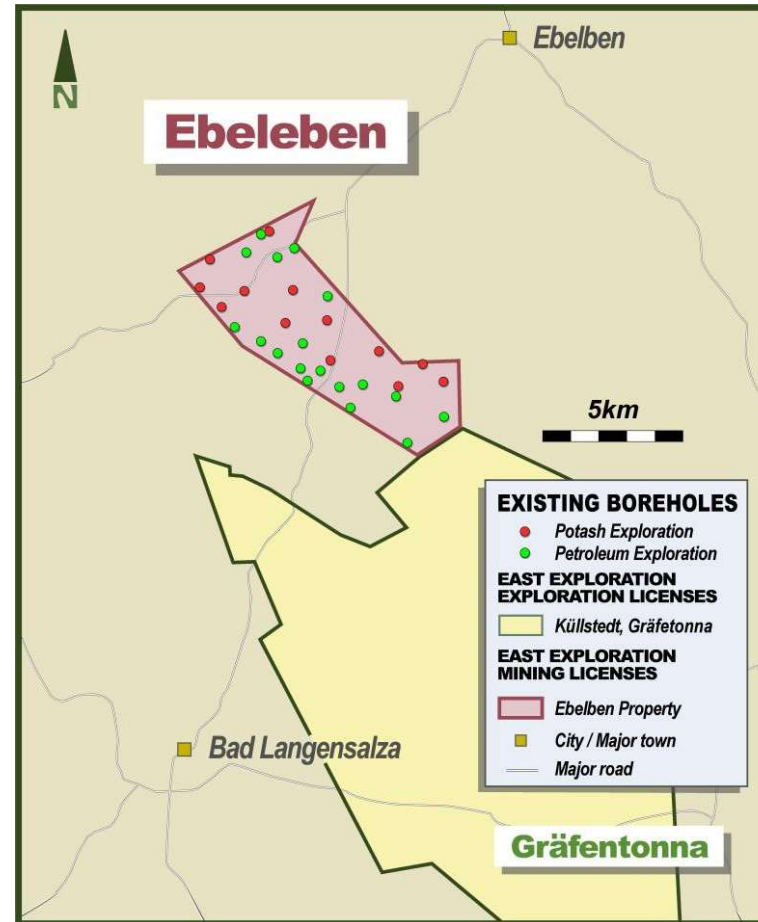 Ebelben
N
Ebeleben
5km
EXISTING BOREHOLES
Potash Exploration
Petroleum Exploration
EAST EXPLORATION
EXPLORATION LICENSES
Küllstedt, Gräfetonna
EAST EXPLORATION
MINING LICENSES
Ebelben Property
City / Major town
Major road
Bad Langensalza
Gräfentonna